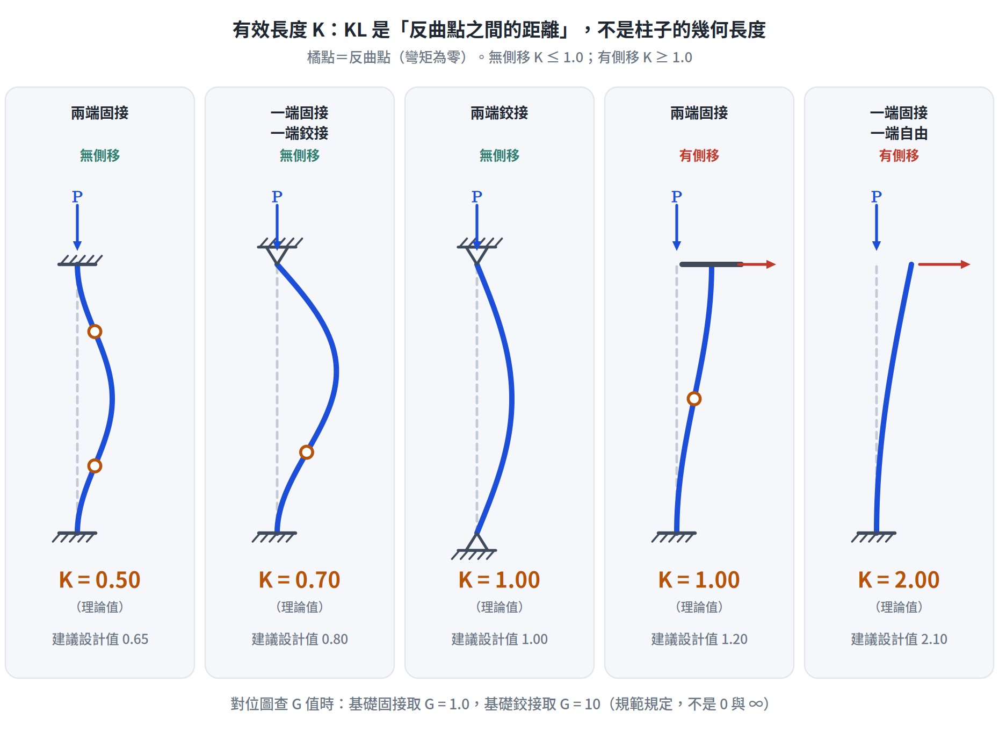 有效長度 K：KL 是「反曲點之間的距離」，不是柱子的幾何長度
橘點＝反曲點（彎矩為零）。無側移 K ≤ 1.0；有側移 K ≥ 1.0
兩端固接
無側移
P
K = 0.50
（理論值）
建議設計值 0.65
一端固接
一端鉸接
無側移
P
K = 0.70
（理論值）
建議設計值 0.80
兩端鉸接
無側移
P
K = 1.00
（理論值）
建議設計值 1.00
兩端固接
有側移
P
K = 1.00
（理論值）
建議設計值 1.20
一端固接
一端自由
有側移
P
K = 2.00
（理論值）
建議設計值 2.10
對位圖查 G 值時：基礎固接取 G = 1.0，基礎鉸接取 G = 10（規範規定，不是 0 與 ∞）